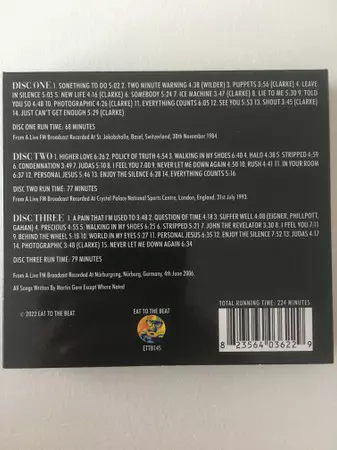 DISC ONE 1. SOMETHING TO DO 5:02 2. TWO MINUTE WARNING 4.38 (WILDER) 3. PUPPETS 3:56 (CLARKE) 4. LEAVE
IN SILENCE 5:05 5. NEW LIFE 4.16 (CLARKE) 6. SOMEBODY 5:24 7. ICE MACHINE 3:47 (CLARKE) 8. LIE TO ME 5:30 9. TOLD
YOU SO 4:48 10. PHOTOGRAPHIC 4.26 (CLARKE) 11. EVERYTHING COUNTS 6.05 12. SEE YOU 5.53 13. SHOUT 3:45 (CLARKE)
14. JUST CAN'T GET ENOUGH 5:29 (CLARKE)
DISC ONE RUN TIME: 68 MINUTES
From A Live FM Broadcast Recorded At St. Jakobshalle, Basel, Switzerland, 30th November 1984.
DISC TWO 1. HIGHER LOVE 6:26 2. POLICY OF TRUTH 4:54 3. WALKING IN MY SHOES 6:40 4. HALO 4:38 5. STRIPPED 4:59
6. CONDEMNATION 3:49 7. JUDAS 5:10 8. I FEEL YOU 7:00 9. NEVER LET ME DOWN AGAIN 4:50 10. RUSH 4:41 11. IN YOUR ROOM
6:37 12. PERSONAL JESUS 5:46 13. ENJOY THE SILENCE 6:28 14. EVERYTHING COUNTS 5:16
DISC TWO RUN TIME: 77 MINUTES
From A Live FM Broadcast Recorded At Crystal Palace National Sports Centre, London, England, 31st July 1993.
DISC THREE 1. A PAIN THAT I'M USED TO 3:48 2. QUESTION OF TIME 4:18 3. SUFFER WELL 4:08 (EIGNER, PHILLPOTT,
GAHAN) 4. PRECIOUS 4.55 5. WALKING IN MY SHOES 6:25 6. STRIPPED 5:21 7. JOHN THE REVELATOR 3:30 8. I FEEL YOU 7:11
9. BEHIND THE WHEEL 5:18 10. WORLD IN MY EYES 5:27 11. PERSONAL JESUS 6:35 12. ENJOY THE SILENCE 7:52 13. JUDAS 4:17
14. PHOTOGRAPHIC 3:48 (CLARKE) 15. NEVER LET ME DOWN AGAIN 6:34
DISC THREE RUN TIME: 79 MINUTES
From A Live FM Broadcast Recorded At Nürburgring, Nürburg, Germany, 4th June 2006.
All Songs Written By Martin Gore Except Where Noted
TOTAL RUNNING TIME: 224 MINUTES
℗ 2022 EAT TO THE BEAT.
EAT TO THE BEAT
ETTB145
8 23564 03622 9